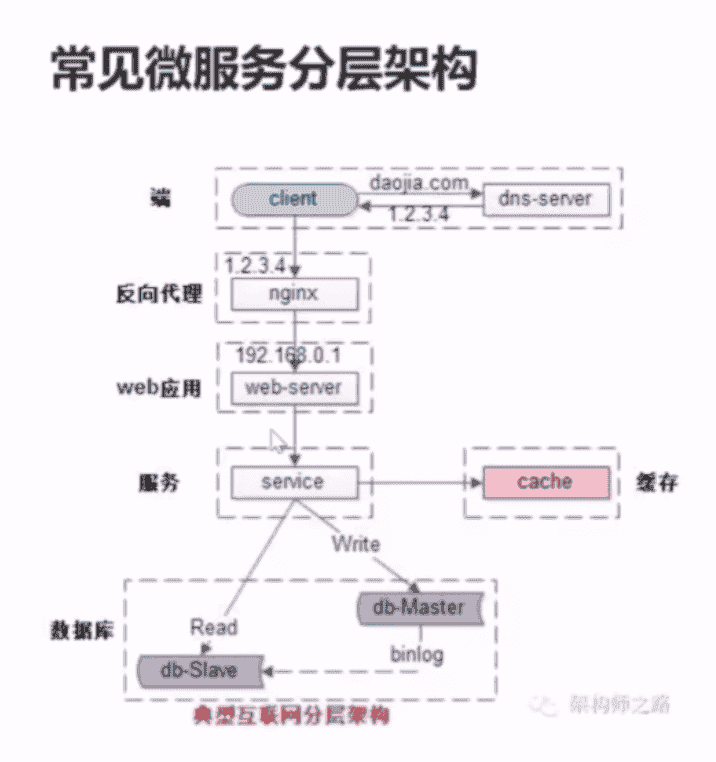 常见微服务分层架构
端
client
daojia.com
1.2.3.4
dns-server
1.2.3.4
反向代理
nginx
192.168.0.1
web应用
web-server
服务
service
cache
缓存
Write
数据库
db-Master
Read
binlog
db-Slave
典型互联网分层架构
架构师之路